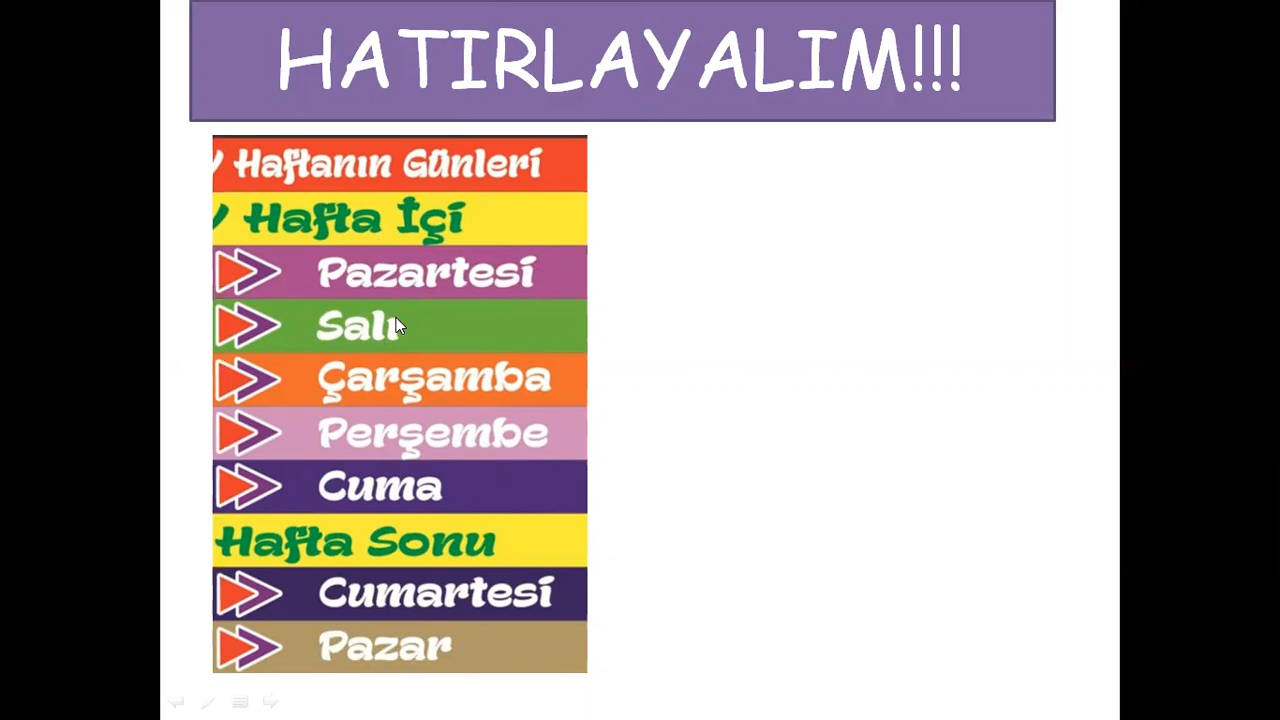 HATIRLAYALIM!!!
Haftanın Günleri
Hafta İçi
Pazartesi
Salı
Çarşamba
Perşembe
Cuma
Hafta Sonu
Cumartesi
Pazar